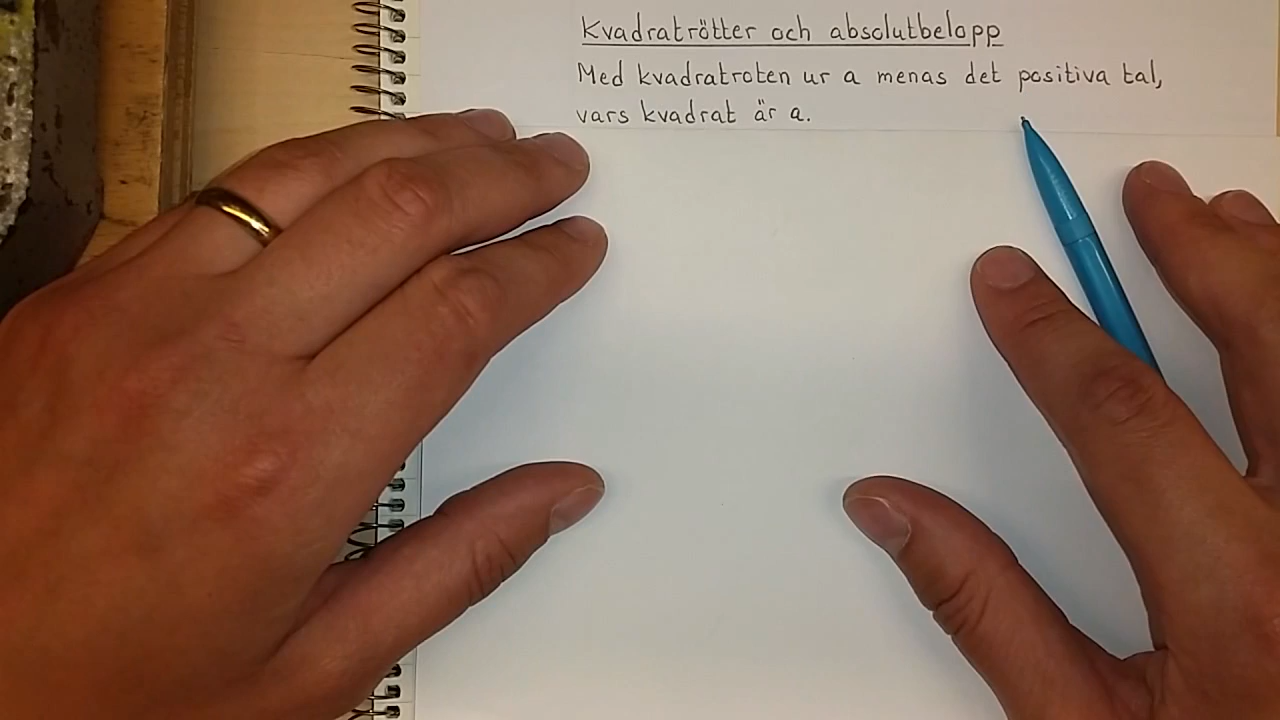 Kvadratrötter och absolutbelopp
Med kvadratroten ur a menas det positiva tal,
vars kvadrat är a.